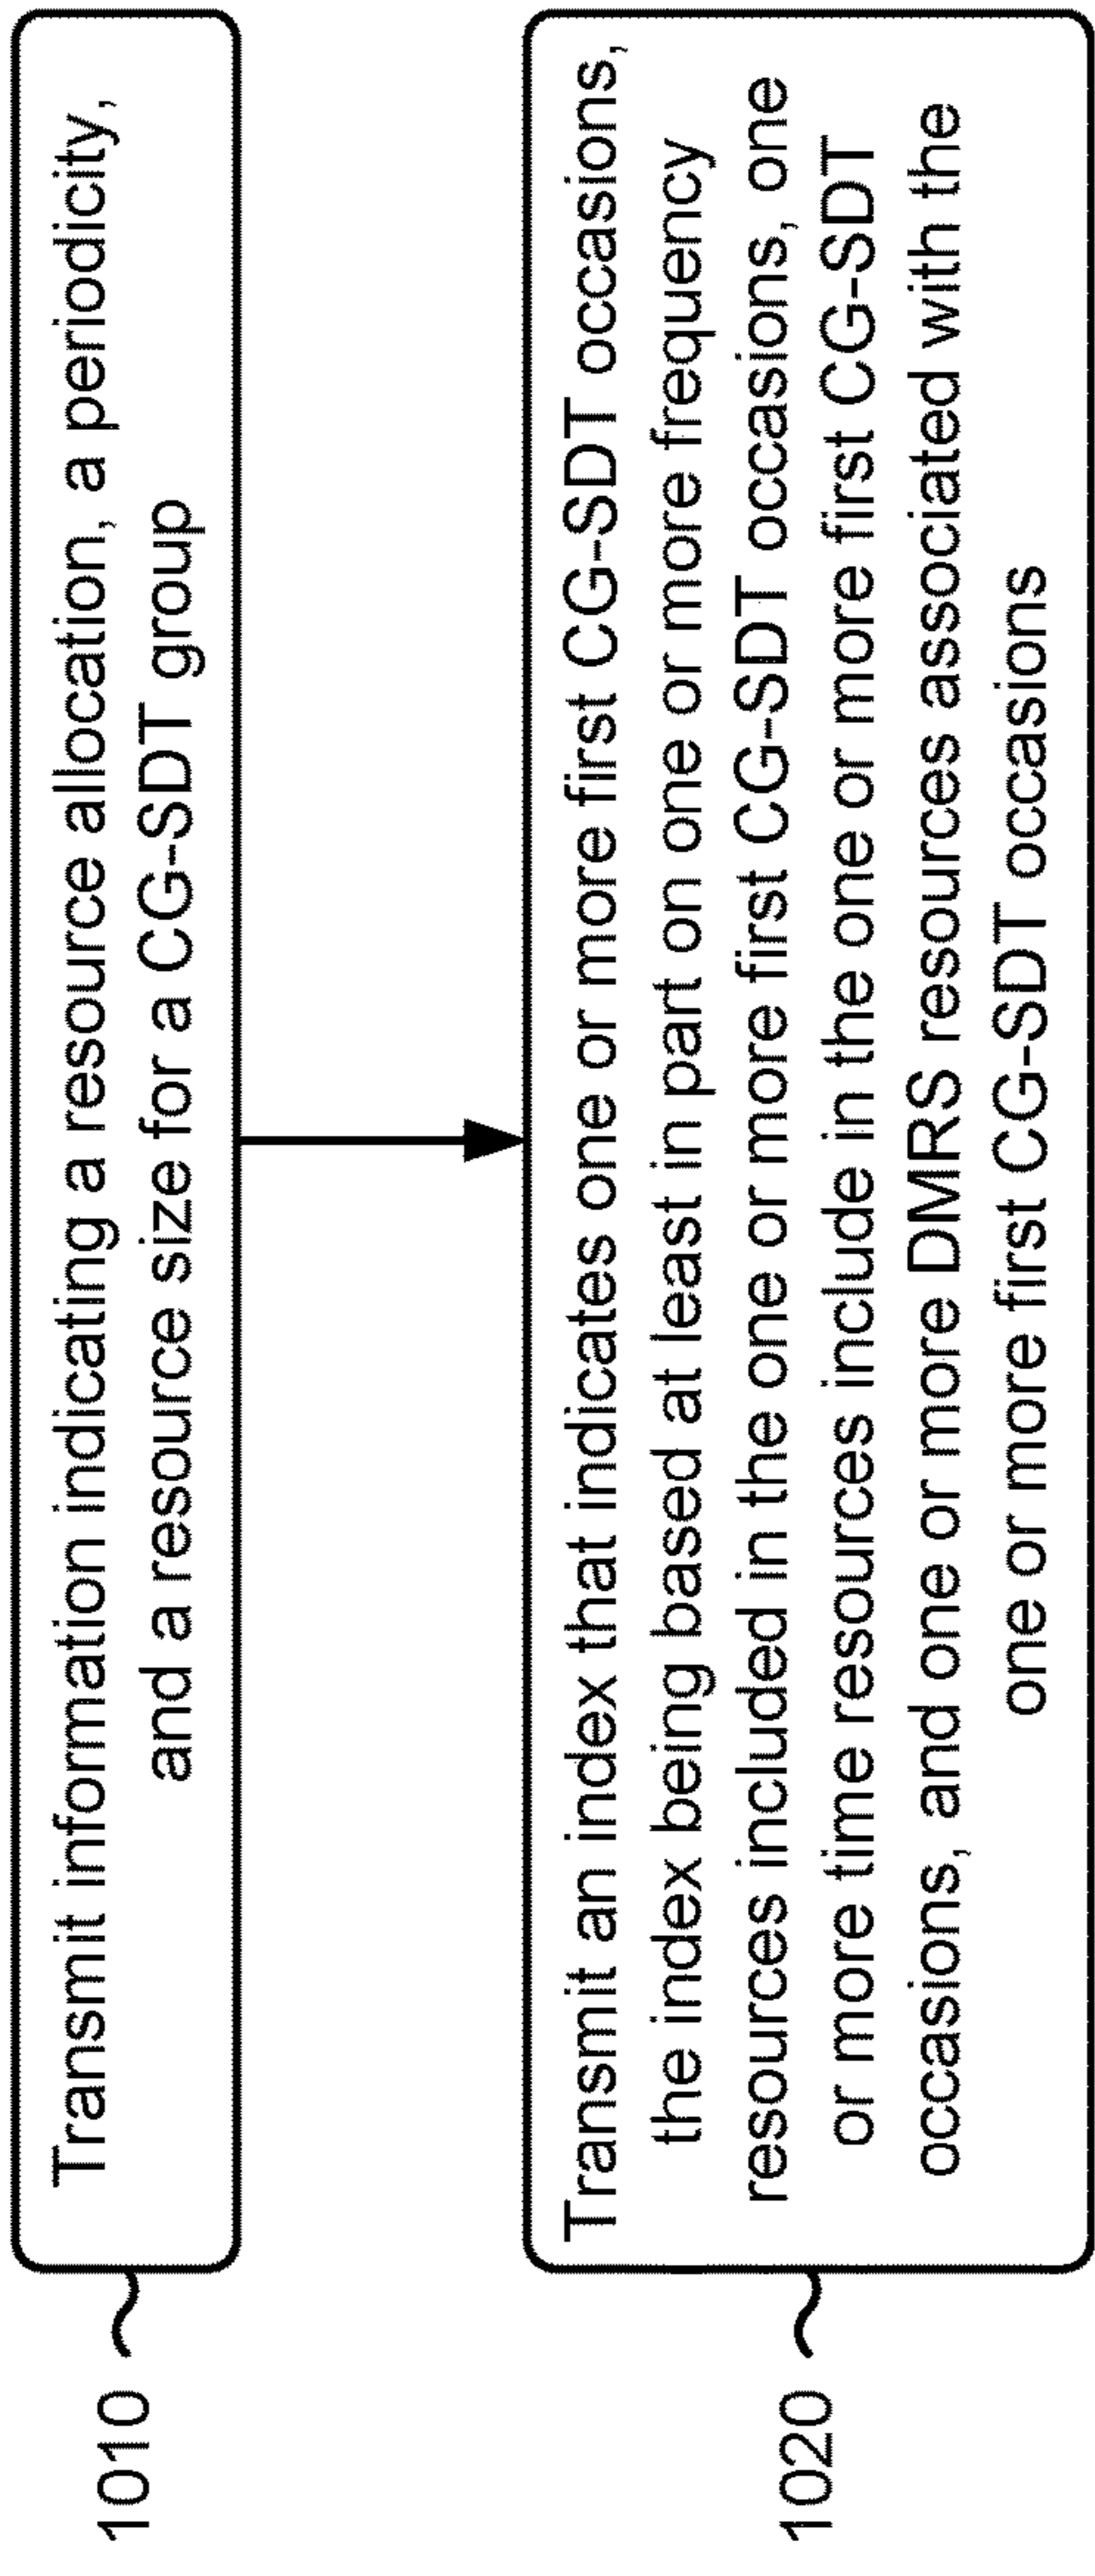 1010
Transmit information indicating a resource allocation, a periodicity,
and a resource size for a CG-SDT group
1020
Transmit an index that indicates one or more first CG-SDT occasions,
the index being based at least in part on one or more frequency
resources included in the one or more first CG-SDT occasions, one
or more time resources include in the one or more first CG-SDT
occasions, and one or more DMRS resources associated with the
one or more first CG-SDT occasions